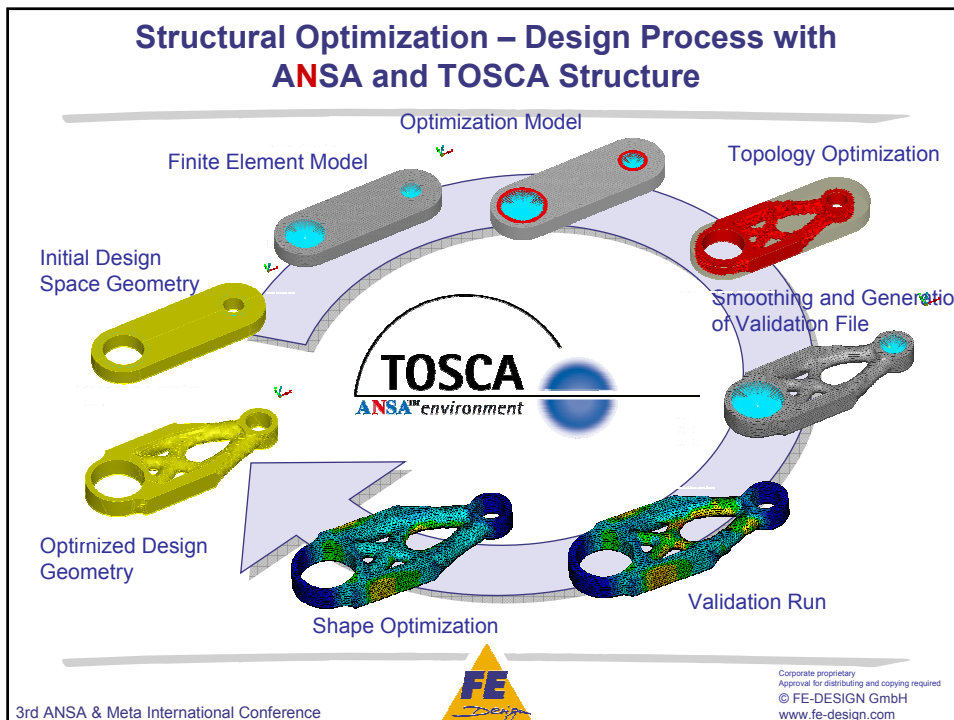 Structural Optimization – Design Process with
ANSA and TOSCA Structure
Optimization Model
Finite Element Model
Topology Optimization
Initial Design
Space Geometry
Smoothing and Generatio
of Validation File
TOSCA
ANSA™ environment
Optimized Design
Geometry
Validation Run
Shape Optimization
FE
Design
Corporate proprietary
Approval for distributing and copying required
© FE-DESIGN GmbH
www.fe-design.com
3rd ANSA & Meta International Conference